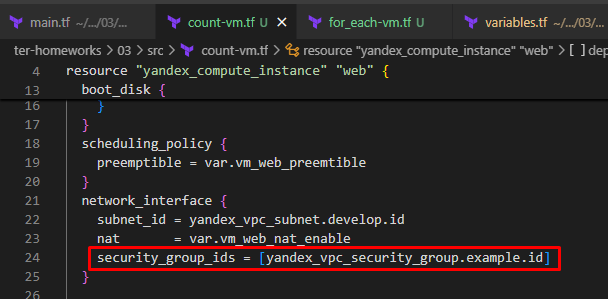 main.tf ~/.../03/... count-vm.tf U for_each-vm.tf U variables.tf ~/.../03/...
ter-homeworks > 03 > src > count-vm.tf > resource "yandex_compute_instance" "web" > [ ] dep
4 resource "yandex_compute_instance" "web" {
13 boot_disk {
16 }
17 }
18 scheduling_policy {
19 preemptible = var.vm_web_preemtible
20 }
21 network_interface {
22 subnet_id = yandex_vpc_subnet.develop.id
23 nat = var.vm_web_nat_enable
24 security_group_ids = [yandex_vpc_security_group.example.id]
25 }